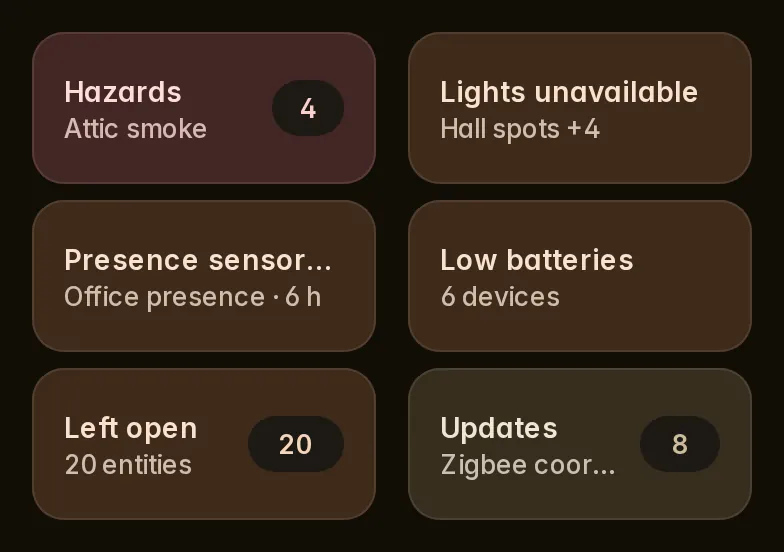 Hazards
Attic smoke
4
Lights unavailable
Hall spots +4
Presence sensor...
Office presence · 6 h
Low batteries
6 devices
Left open
20 entities
20
Updates
Zigbee coor...
8